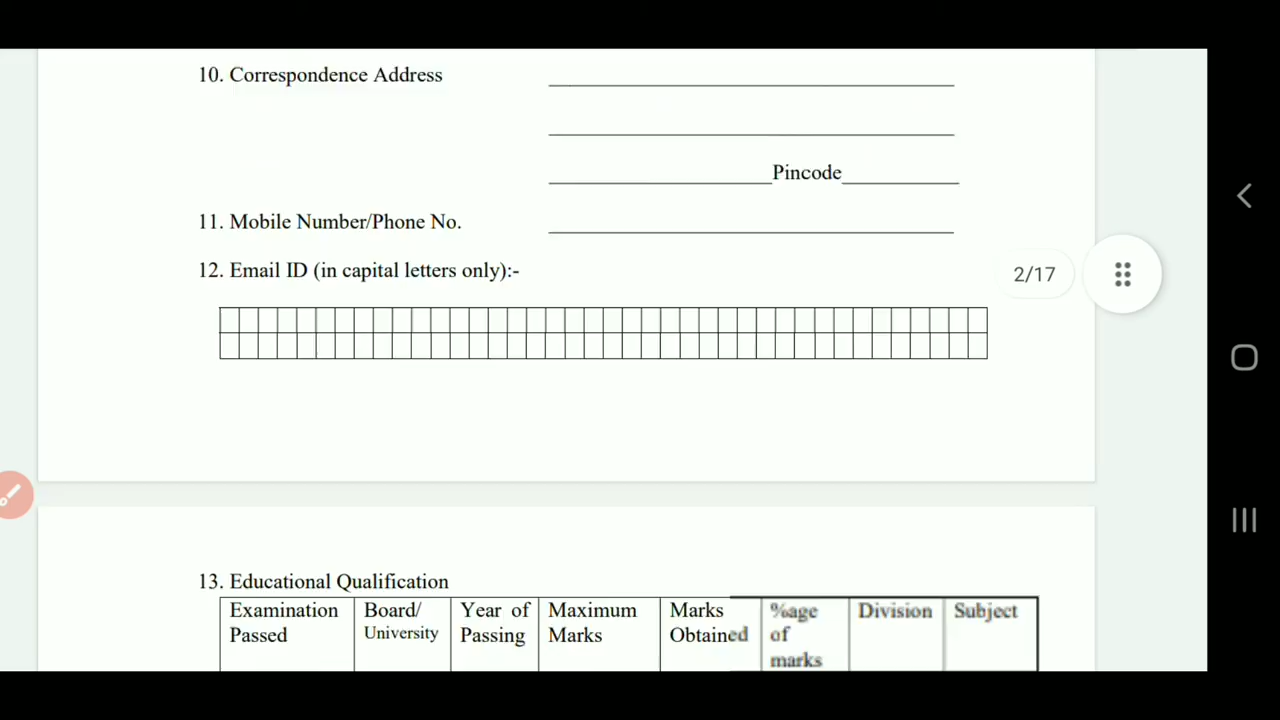 10. Correspondence Address
Pincode
11. Mobile Number/Phone No.
12. Email ID (in capital letters only):-
2/17
13. Educational Qualification
Examination Passed
Board/ University
Year of Passing
Maximum Marks
Marks Obtained
%age of marks
Division
Subject